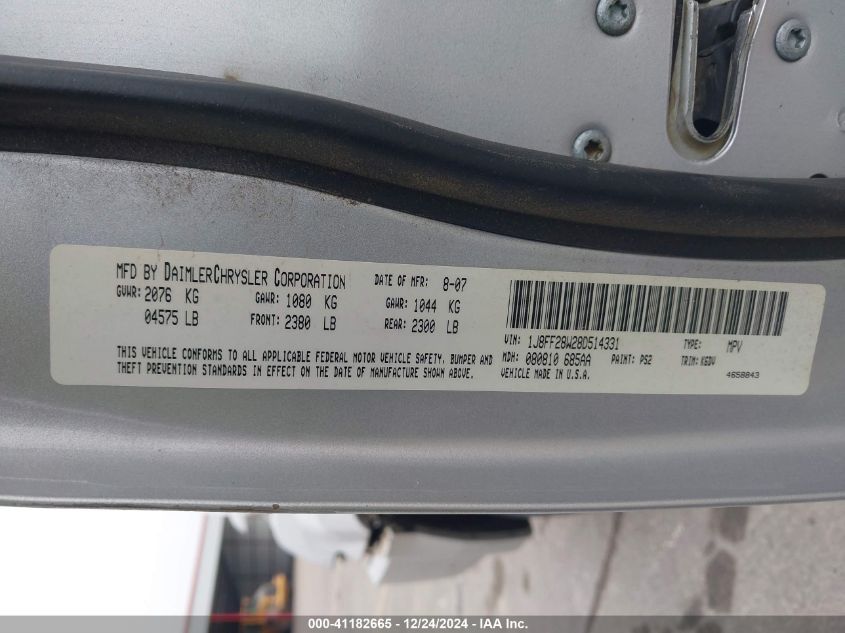 MFD BY DAIMLERCHRYSLER CORPORATION DATE OF MFR: 8-07
GVWR: 2076 KG GAWR: 1080 KG GAWR: 1044 KG
04575 LB FRONT: 2380 LB REAR: 2300 LB
THIS VEHICLE CONFORMS TO ALL APPLICABLE FEDERAL MOTOR VEHICLE SAFETY, BUMPER AND
THEFT PREVENTION STANDARDS IN EFFECT ON THE DATE OF MANUFACTURE SHOWN ABOVE.
VIN: 1J8FF28W28D514331 TYPE: MPV
MDH: 080810 685AA PAINT: PS2 TRIM: K6DV
VEHICLE MADE IN U.S.A. 4658843
000-41182665 - 12/24/2024 - IAA Inc.